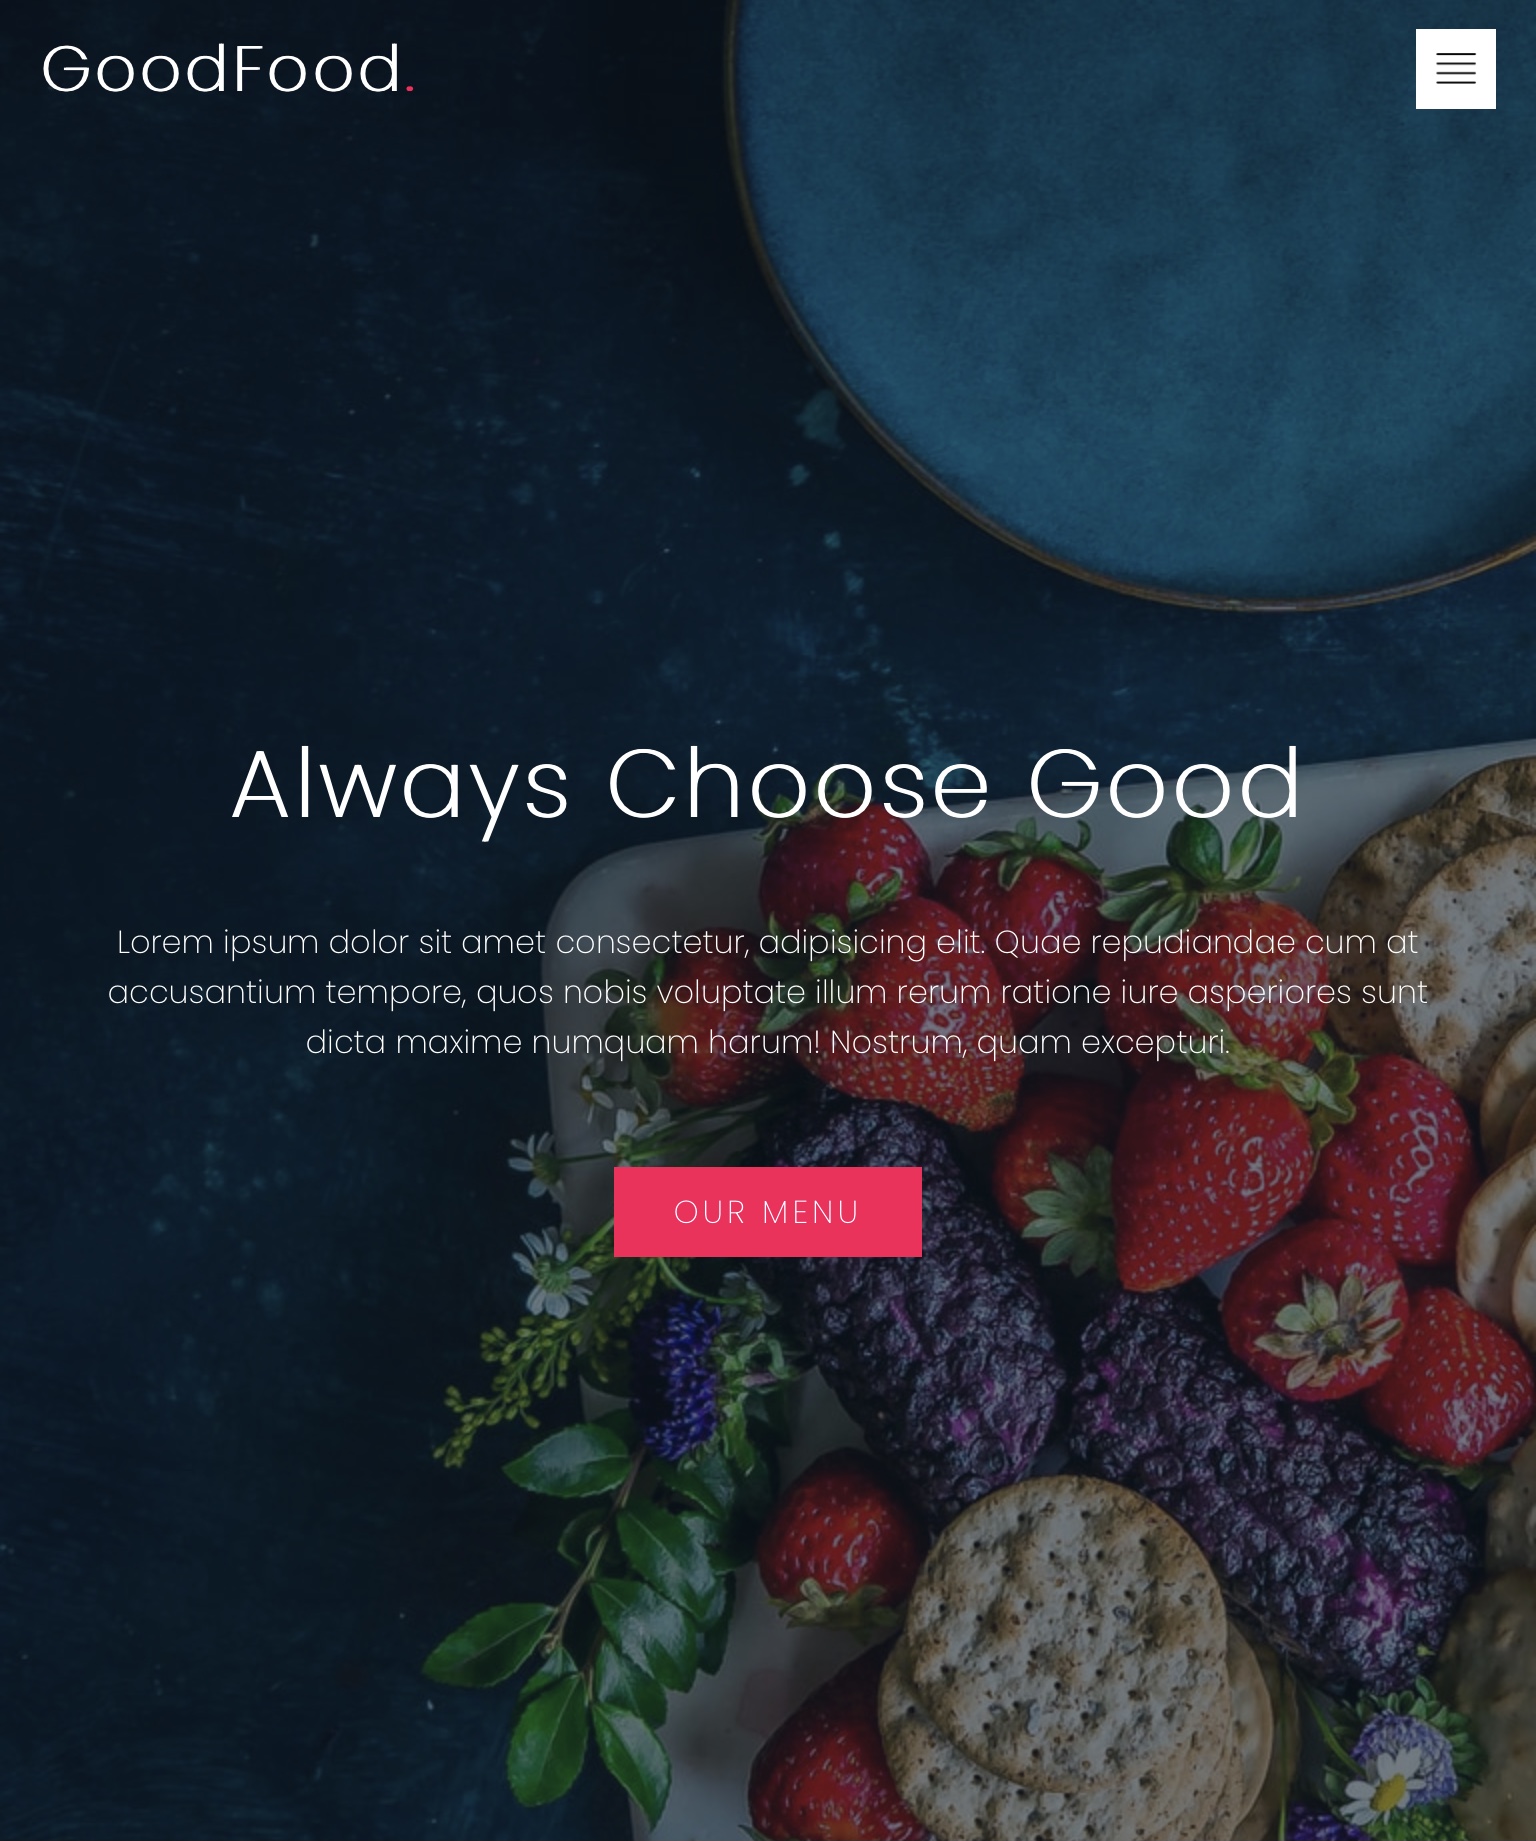 GoodFood.
Always Choose Good
Lorem ipsum dolor sit amet consectetur, adipisicing elit. Quae repudiandae cum at
accusantium tempore, quos nobis voluptate illum rerum ratione iure asperiores sunt
dicta maxime numquam harum! Nostrum, quam excepturi.
OUR MENU